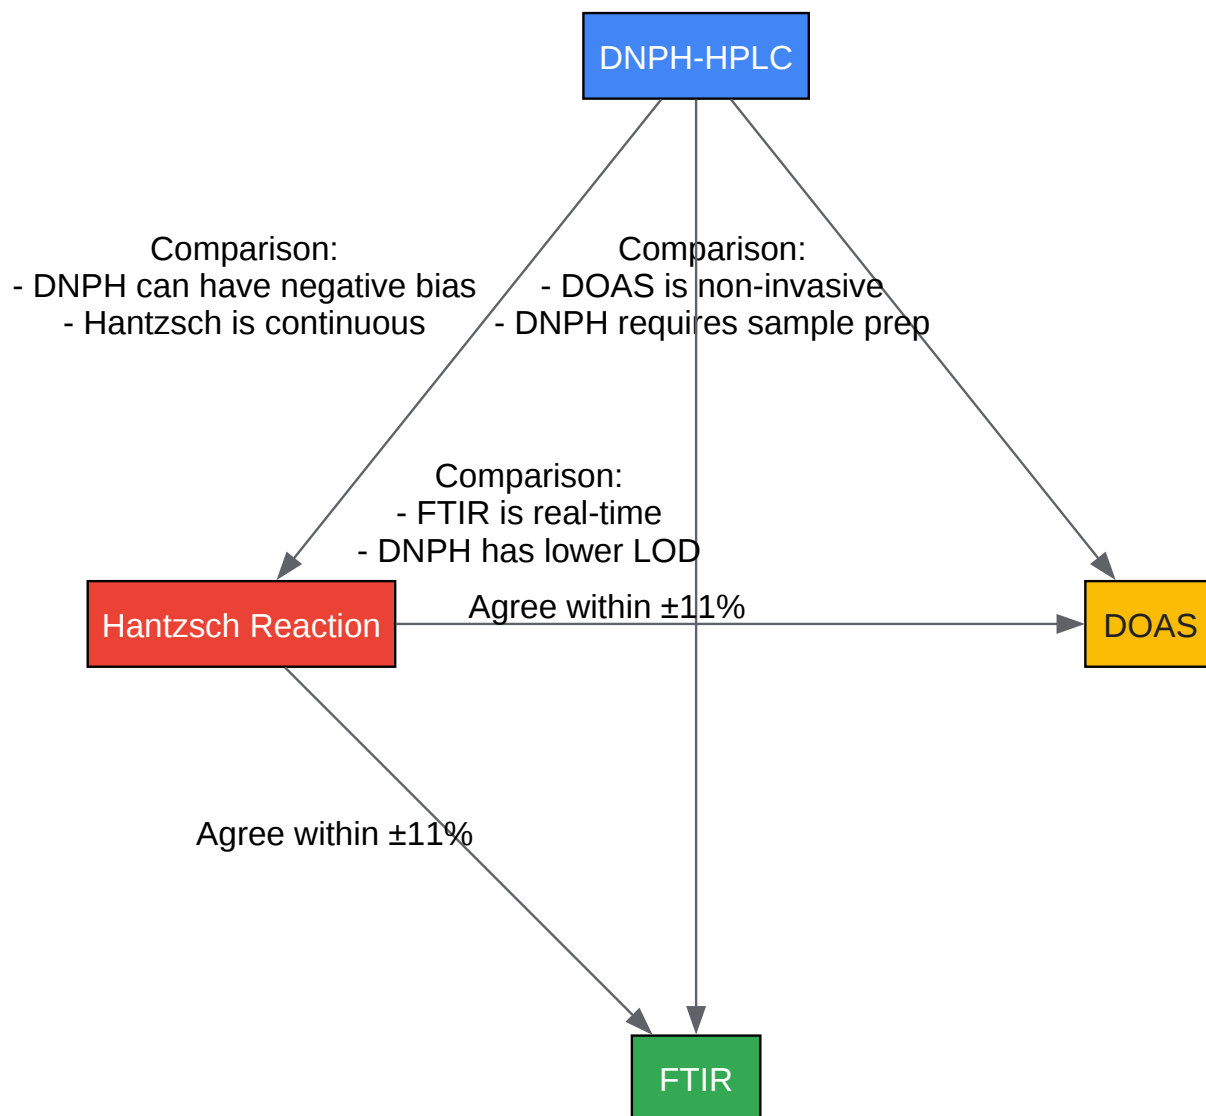 DNPH-HPLC
Comparison:
- DNPH can have negative bias
- Hantzsch is continuous
Comparison:
- DOAS is non-invasive
- DNPH requires sample prep
Comparison:
- FTIR is real-time
- DNPH has lower LOD
Agree within ±11%
Hantzsch Reaction
DOAS
Agree within ±11%
FTIR